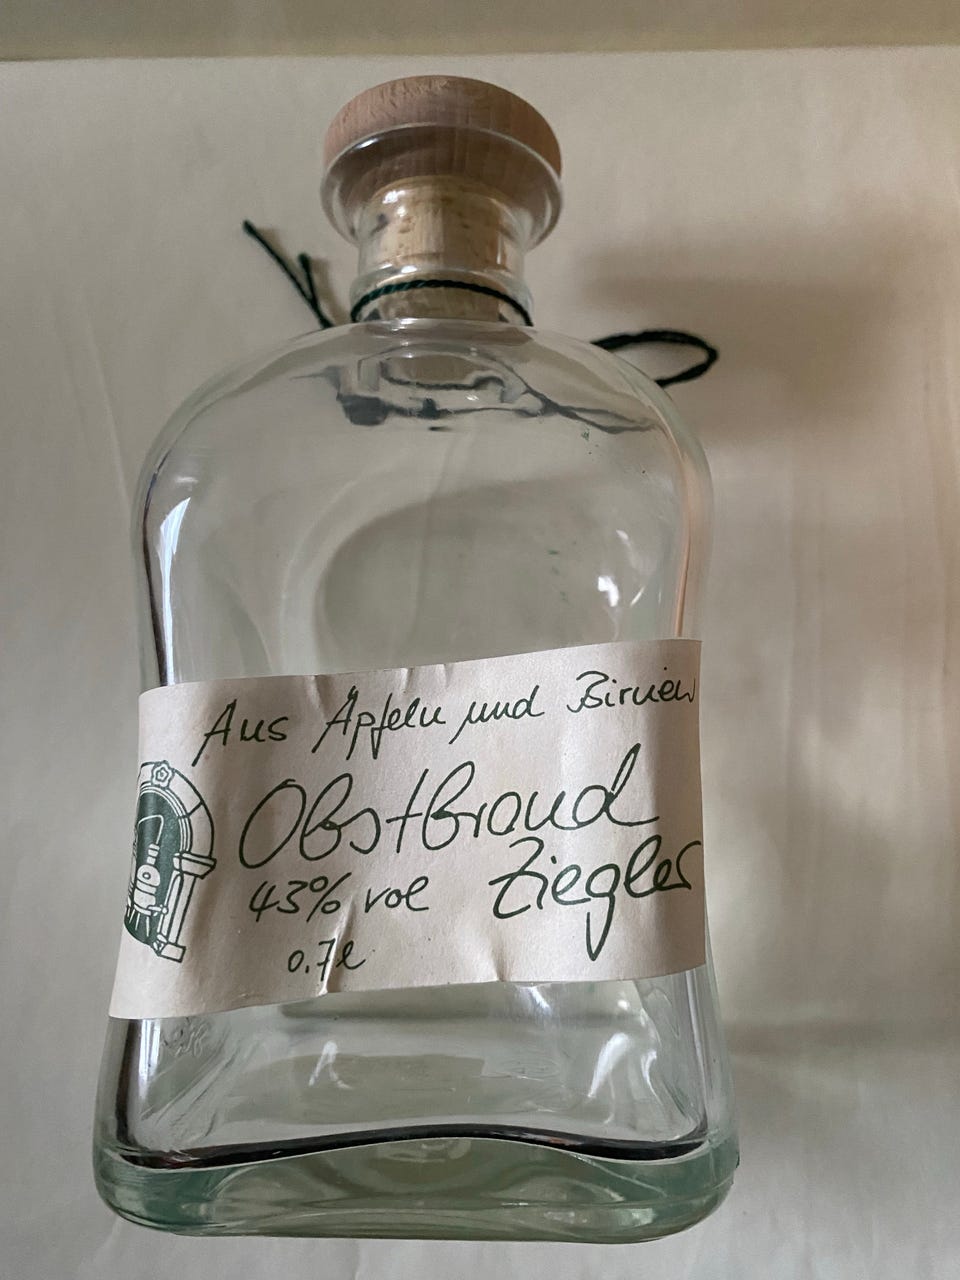 Aus Äpfeln und Birnen
Obstbrand
43% vol Ziegler
0.7l